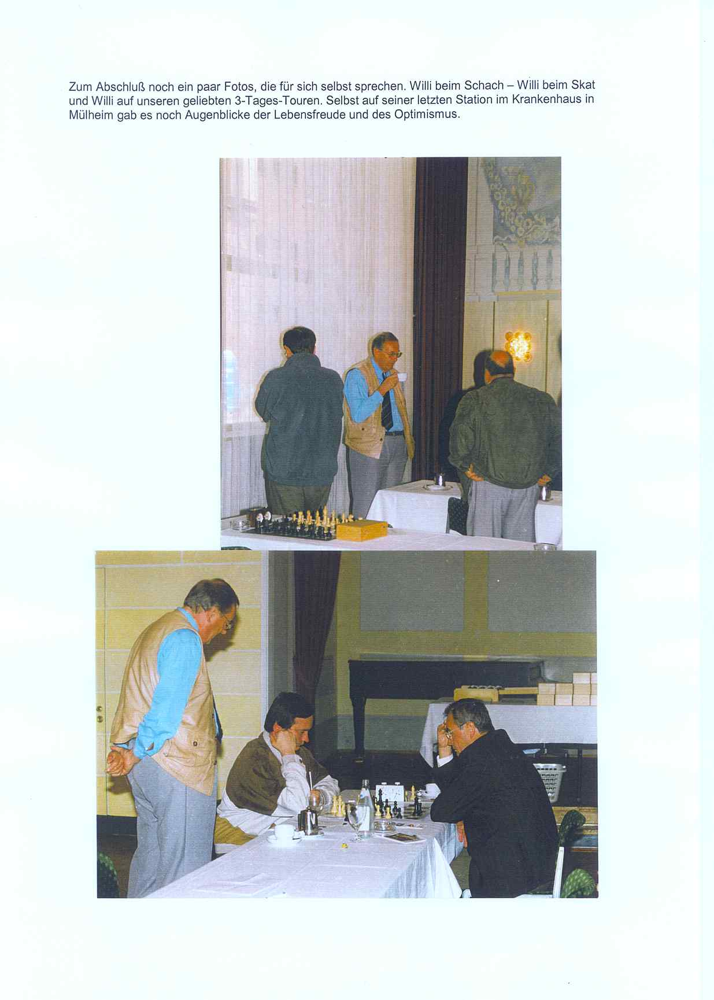 Zum Abschluß noch ein paar Fotos, die für sich selbst sprechen. Willi beim Schach – Willi beim Skat
und Willi auf unseren geliebten 3-Tages-Touren. Selbst auf seiner letzten Station im Krankenhaus in
Mülheim gab es noch Augenblicke der Lebensfreude und des Optimismus.